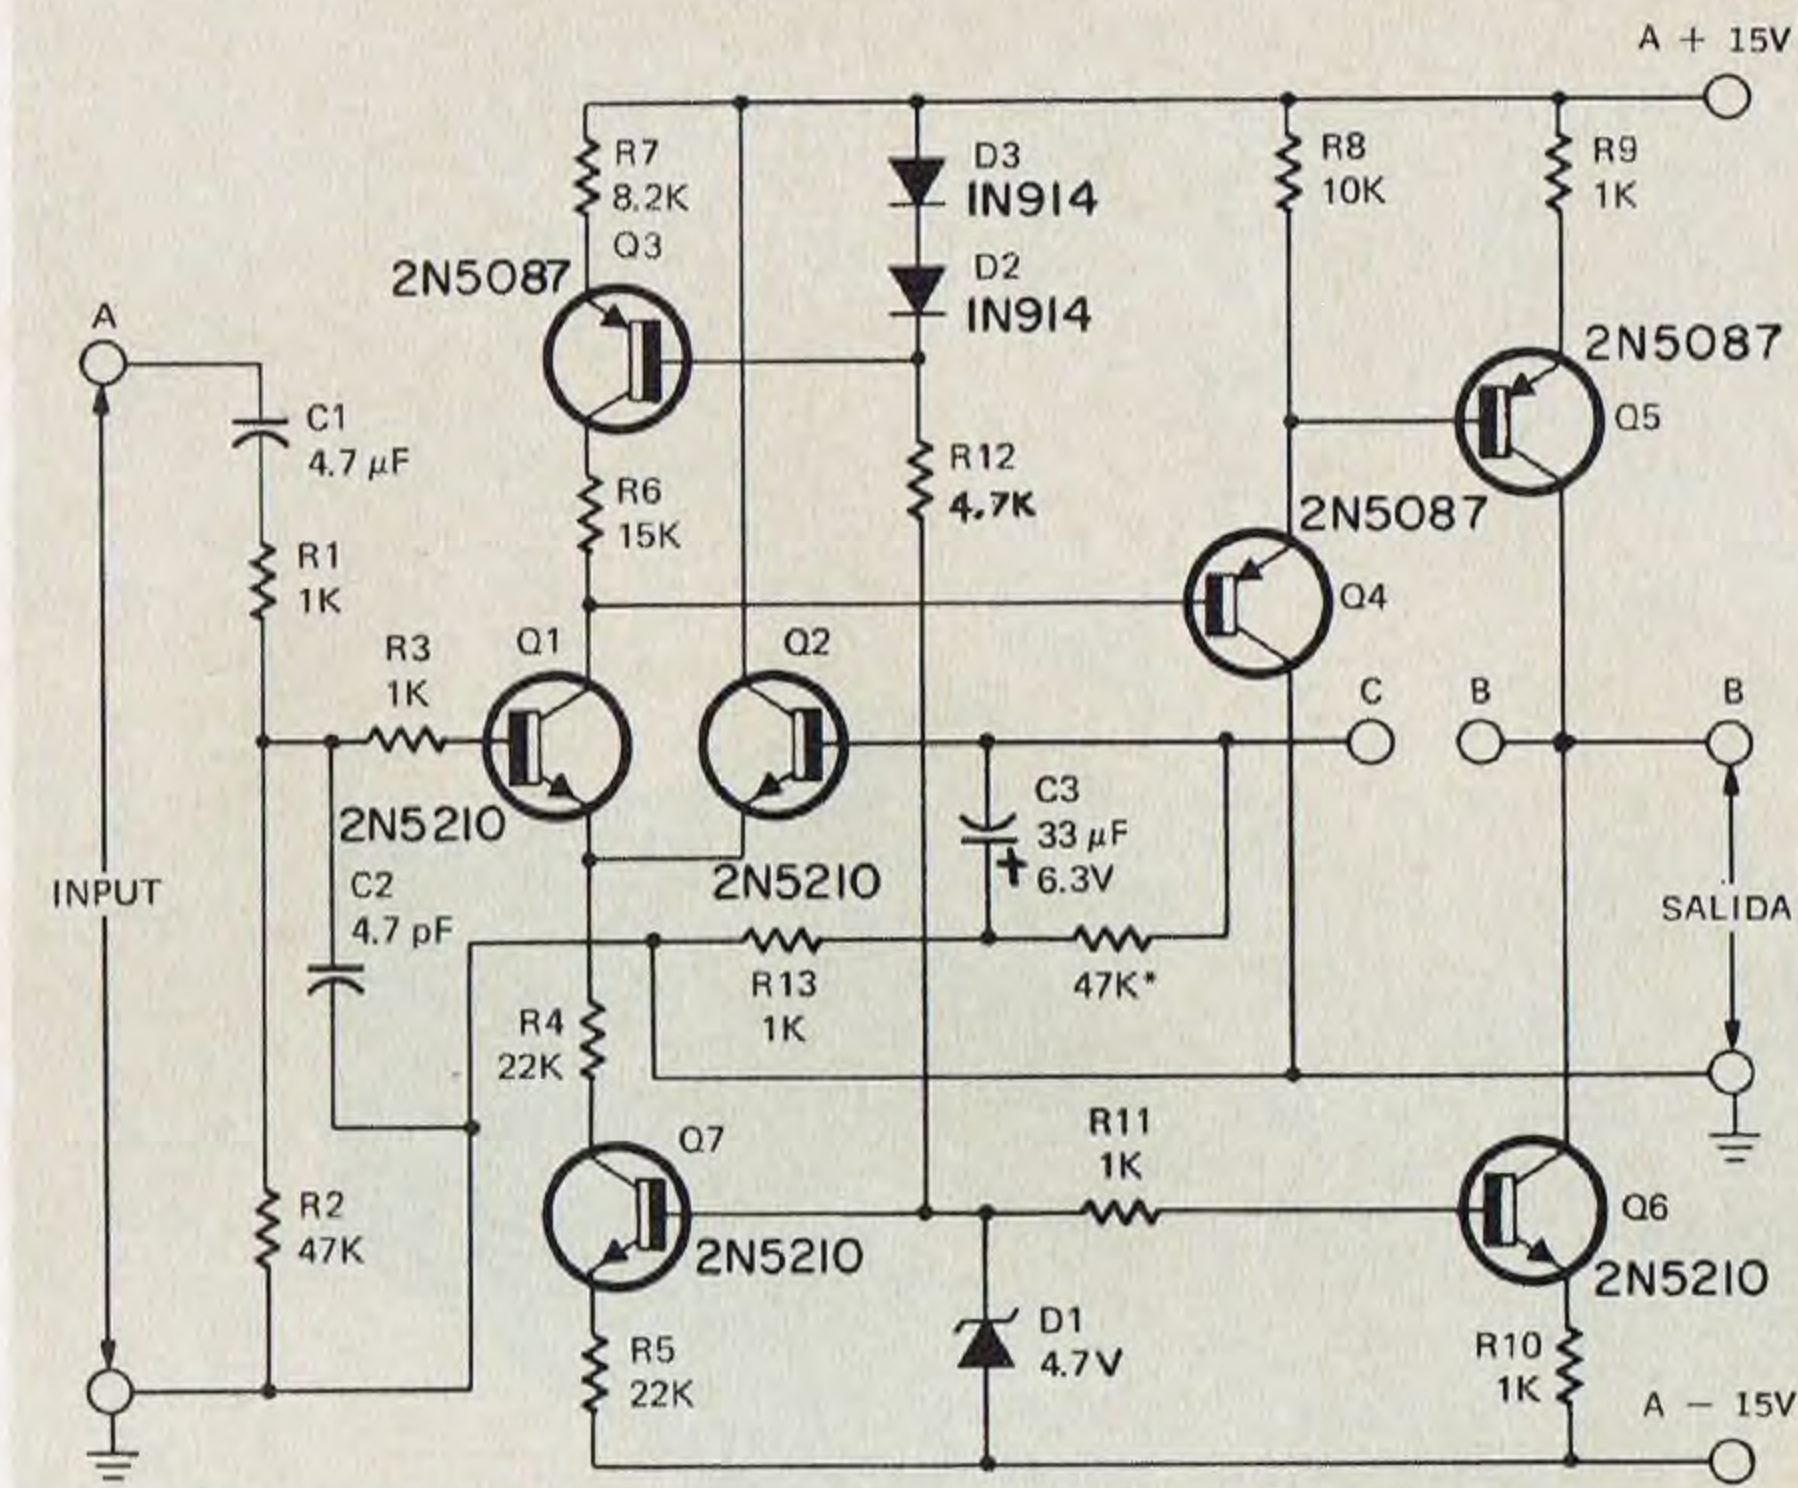 A + 15V
R7
8.2K
Q3
2N5087
D3
IN914
D2
IN914
R8
10K
R9
1K
2N5087
Q5
A
C1
4.7 µF
R6
15K
R12
4.7K
2N5087
Q4
R1
1K
R3
1K
Q1
Q2
C
B
B
2N5210
C3
33 µF
+
6.3V
2N5210
INPUT
C2
4.7 pF
SALIDA
R13
1K
47K*
R4
22K
Q7
R11
1K
R2
47K
2N5210
Q6
2N5210
D1
4.7V
R5
22K
R10
1K
A − 15V